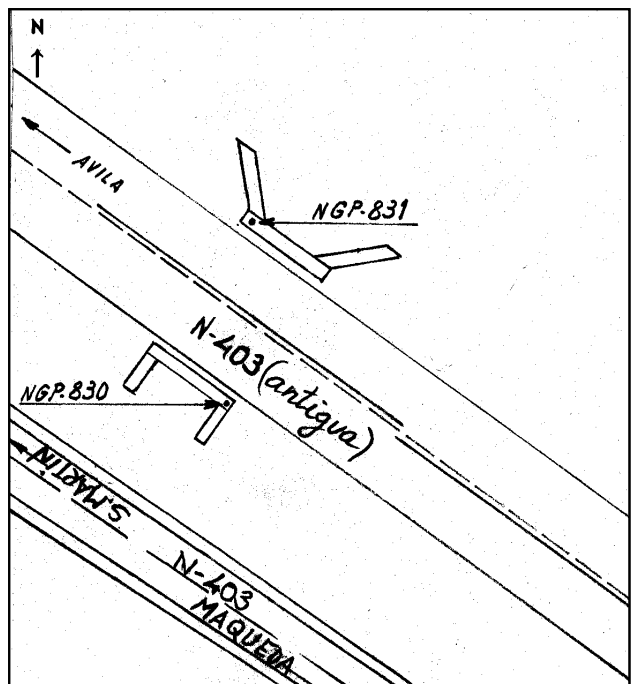 N
AVILA
NGP-831
N-403 (antigua)
NGP-830
S.MARTIN
N-403
MAQUEDA